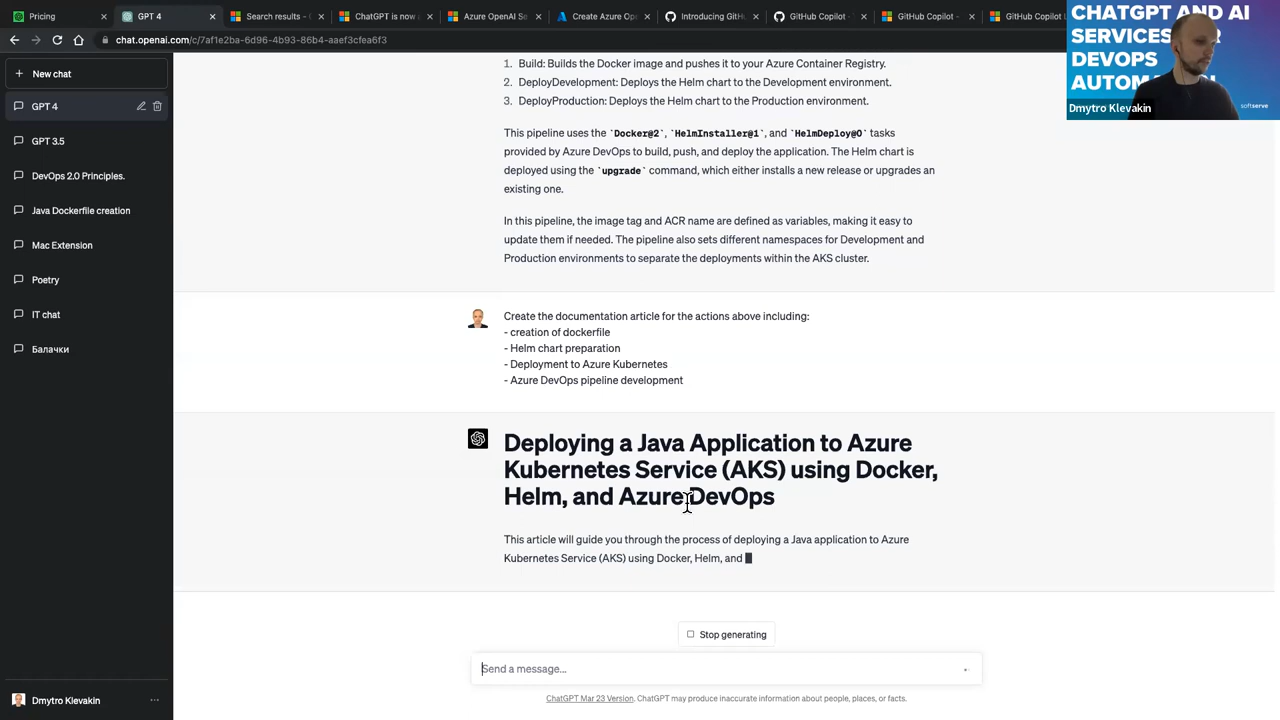 Pricing
GPT 4
Search results –
ChatGPT is now a
Azure OpenAI Se
Create Azure Ope
Introducing GitHu
GitHub Copilot ·
GitHub Copilot –
GitHub Copilot
chat.openai.com/c/7af1e2ba-6d96-4b93-86b4-aaef3cfea6f3
CHATGPT AND AI
SERVICES
DEVOPS
Dmytro Klevakin
softserve
New chat
GPT 4
GPT 3.5
DevOps 2.0 Principles.
Java Dockerfile creation
Mac Extension
Poetry
IT chat
Балачки
Dmytro Klevakin
1. Build: Builds the Docker image and pushes it to your Azure Container Registry.
2. DeployDevelopment: Deploys the Helm chart to the Development environment.
3. DeployProduction: Deploys the Helm chart to the Production environment.
This pipeline uses the `Docker@2`, `HelmInstaller@1`, and `HelmDeploy@0` tasks
provided by Azure DevOps to build, push, and deploy the application. The Helm chart is
deployed using the `upgrade` command, which either installs a new release or upgrades an
existing one.
In this pipeline, the image tag and ACR name are defined as variables, making it easy to
update them if needed. The pipeline also sets different namespaces for Development and
Production environments to separate the deployments within the AKS cluster.
Create the documentation article for the actions above including:
- creation of dockerfile
- Helm chart preparation
- Deployment to Azure Kubernetes
- Azure DevOps pipeline development
Deploying a Java Application to Azure
Kubernetes Service (AKS) using Docker,
Helm, and Azure DevOps
This article will guide you through the process of deploying a Java application to Azure
Kubernetes Service (AKS) using Docker, Helm, and
Stop generating
Send a message...
ChatGPT Mar 23 Version. ChatGPT may produce inaccurate information about people, places, or facts.